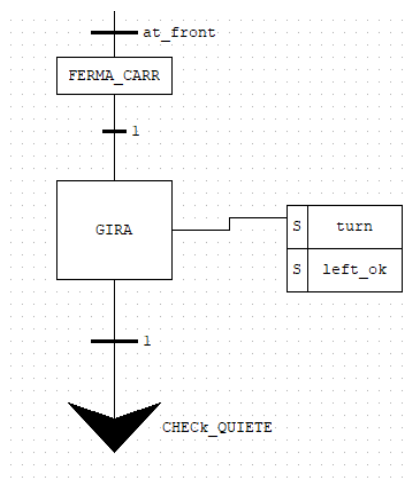 at_front
FERMA_CARR
1
GIRA
S turn
S left_ok
1
CHECk_QUIETE